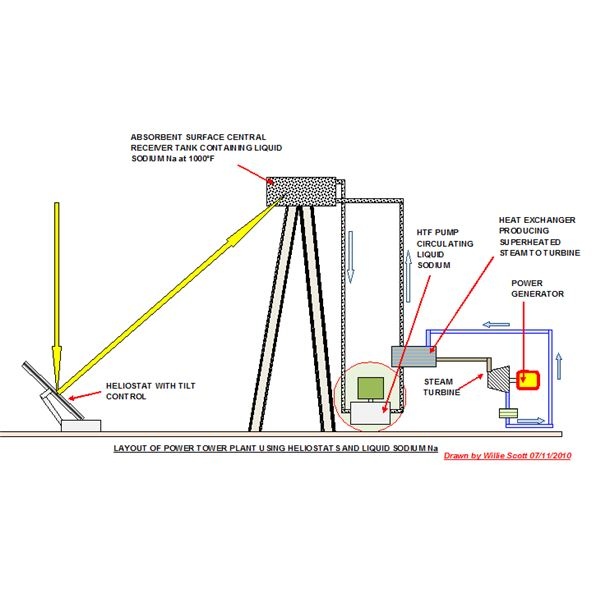 ABSORBENT SURFACE CENTRAL
RECEIVER TANK CONTAINING LIQUID
SODIUM Na at 1000°F
HTF PUMP
CIRCULATING
LIQUID
SODIUM
HEAT EXCHANGER
PRODUCING
SUPERHEATED
STEAM TO TURBINE
POWER
GENERATOR
STEAM
TURBINE
HELIOSTAT WITH TILT
CONTROL
LAYOUT OF POWER TOWER PLANT USING HELIOSTATS AND LIQUID SODIUM Na
Drawn by Willie Scott 07/11/2010